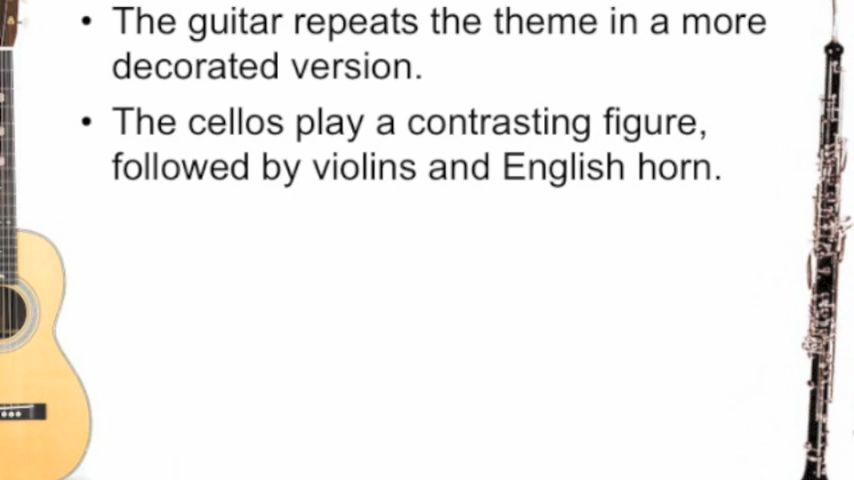 • The guitar repeats the theme in a more
decorated version.
• The cellos play a contrasting figure,
followed by violins and English horn.